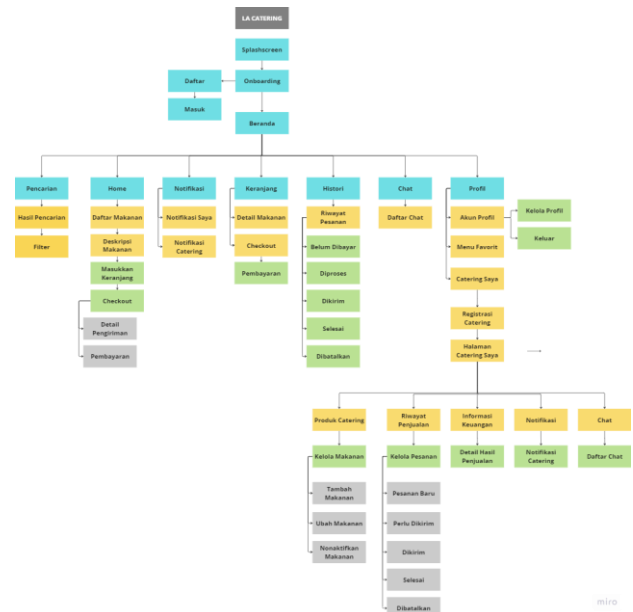 LA CATERING
Splashscreen
Daftar
Onboarding
Masuk
Beranda
Pencarian
Home
Notifikasi
Keranjang
Histori
Chat
Profil
Hasil Pencarian
Daftar Makanan
Notifikasi Saya
Detail Makanan
Riwayat
Pesanan
Daftar Chat
Akun Profil
Kelola Profil
Keluar
Filter
Deskripsi
Makanan
Notifikasi
Catering
Checkout
Belum Dibayar
Menu Favorit
Masukkan
Keranjang
Pembayaran
Diproses
Catering Saya
Checkout
Dikirim
Detail
Pengiriman
Selesai
Registrasi
Catering
Pembayaran
Dibatalkan
Halaman
Catering Saya
Produk Catering
Riwayat
Penjualan
Informasi
Keuangan
Notifikasi
Chat
Kelola Makanan
Kelola Pesanan
Detail Hasil
Penjualan
Notifikasi
Catering
Daftar Chat
Tambah
Makanan
Pesanan Baru
Ubah Makanan
Perlu Dikirim
Nonaktifkan
Makanan
Dikirim
Selesai
Dibatalkan
miro